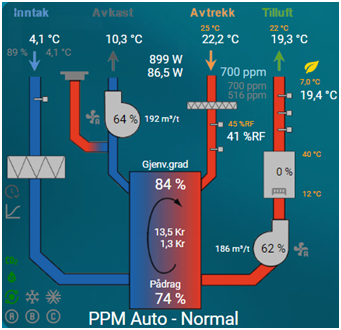 Inntak Avkast Avtrekk Tilluft
25 °C 22 °C
4,1 °C 10,3 °C 22,2 °C 19,3 °C
89 % 4,1 °C
899 W
86,5 W
700 ppm
700 ppm
516 ppm
7,0 °C
19,4 °C
64 % 192 m³/t
45 %RF
41 %RF
Gjenv.grad
84 %
40 °C
0 %
12 °C
13,5 Kr
1,3 Kr
186 m³/t 62 %
Pådrag
74 %
A B C
PPM Auto - Normal